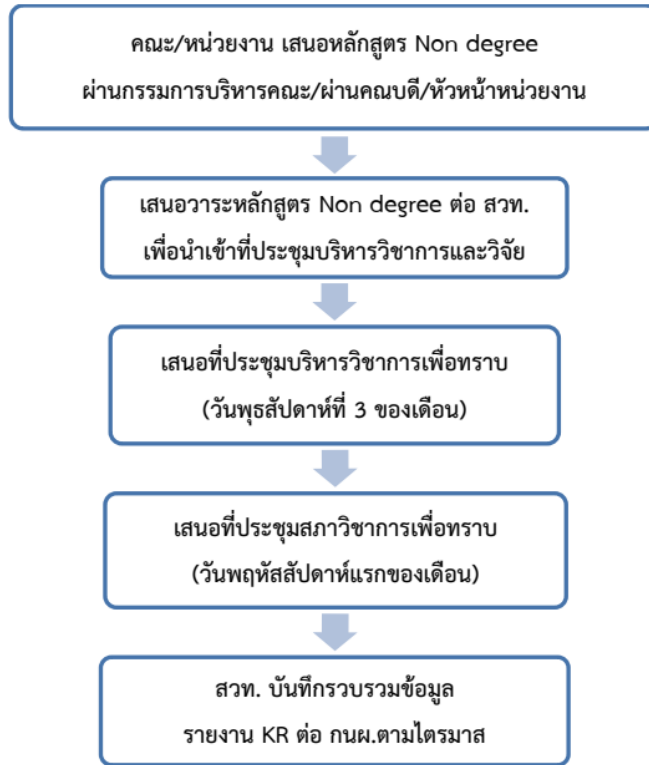 คณะ/หน่วยงาน เสนอหลักสูตร Non degree
ผ่านกรรมการบริหารคณะ/ผ่านคณบดี/หัวหน้าหน่วยงาน
เสนอวาระหลักสูตร Non degree ต่อ สวท.
เพื่อนำเข้าที่ประชุมบริหารวิชาการและวิจัย
เสนอที่ประชุมบริหารวิชาการเพื่อทราบ
(วันพุธสัปดาห์ที่ 3 ของเดือน)
เสนอที่ประชุมสภาวิชาการเพื่อทราบ
(วันพฤหัสสัปดาห์แรกของเดือน)
สวท. บันทึกรวบรวมข้อมูล
รายงาน KR ต่อ กนผ.ตามไตรมาส